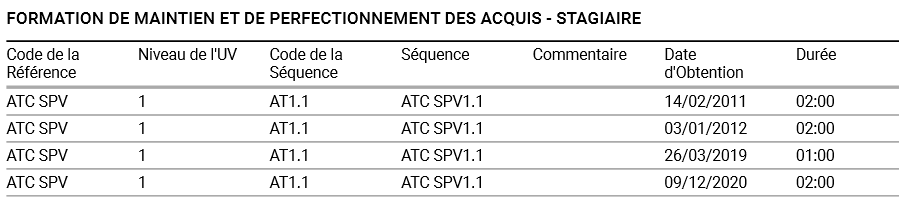 FORMATION DE MAINTIEN ET DE PERFECTIONNEMENT DES ACQUIS - STAGIAIRE
Code de la Référence Niveau de l'UV Code de la Séquence Séquence Commentaire Date d'Obtention Durée
ATC SPV 1 AT1.1 ATC SPV1.1 14/02/2011 02:00
ATC SPV 1 AT1.1 ATC SPV1.1 03/01/2012 02:00
ATC SPV 1 AT1.1 ATC SPV1.1 26/03/2019 01:00
ATC SPV 1 AT1.1 ATC SPV1.1 09/12/2020 02:00